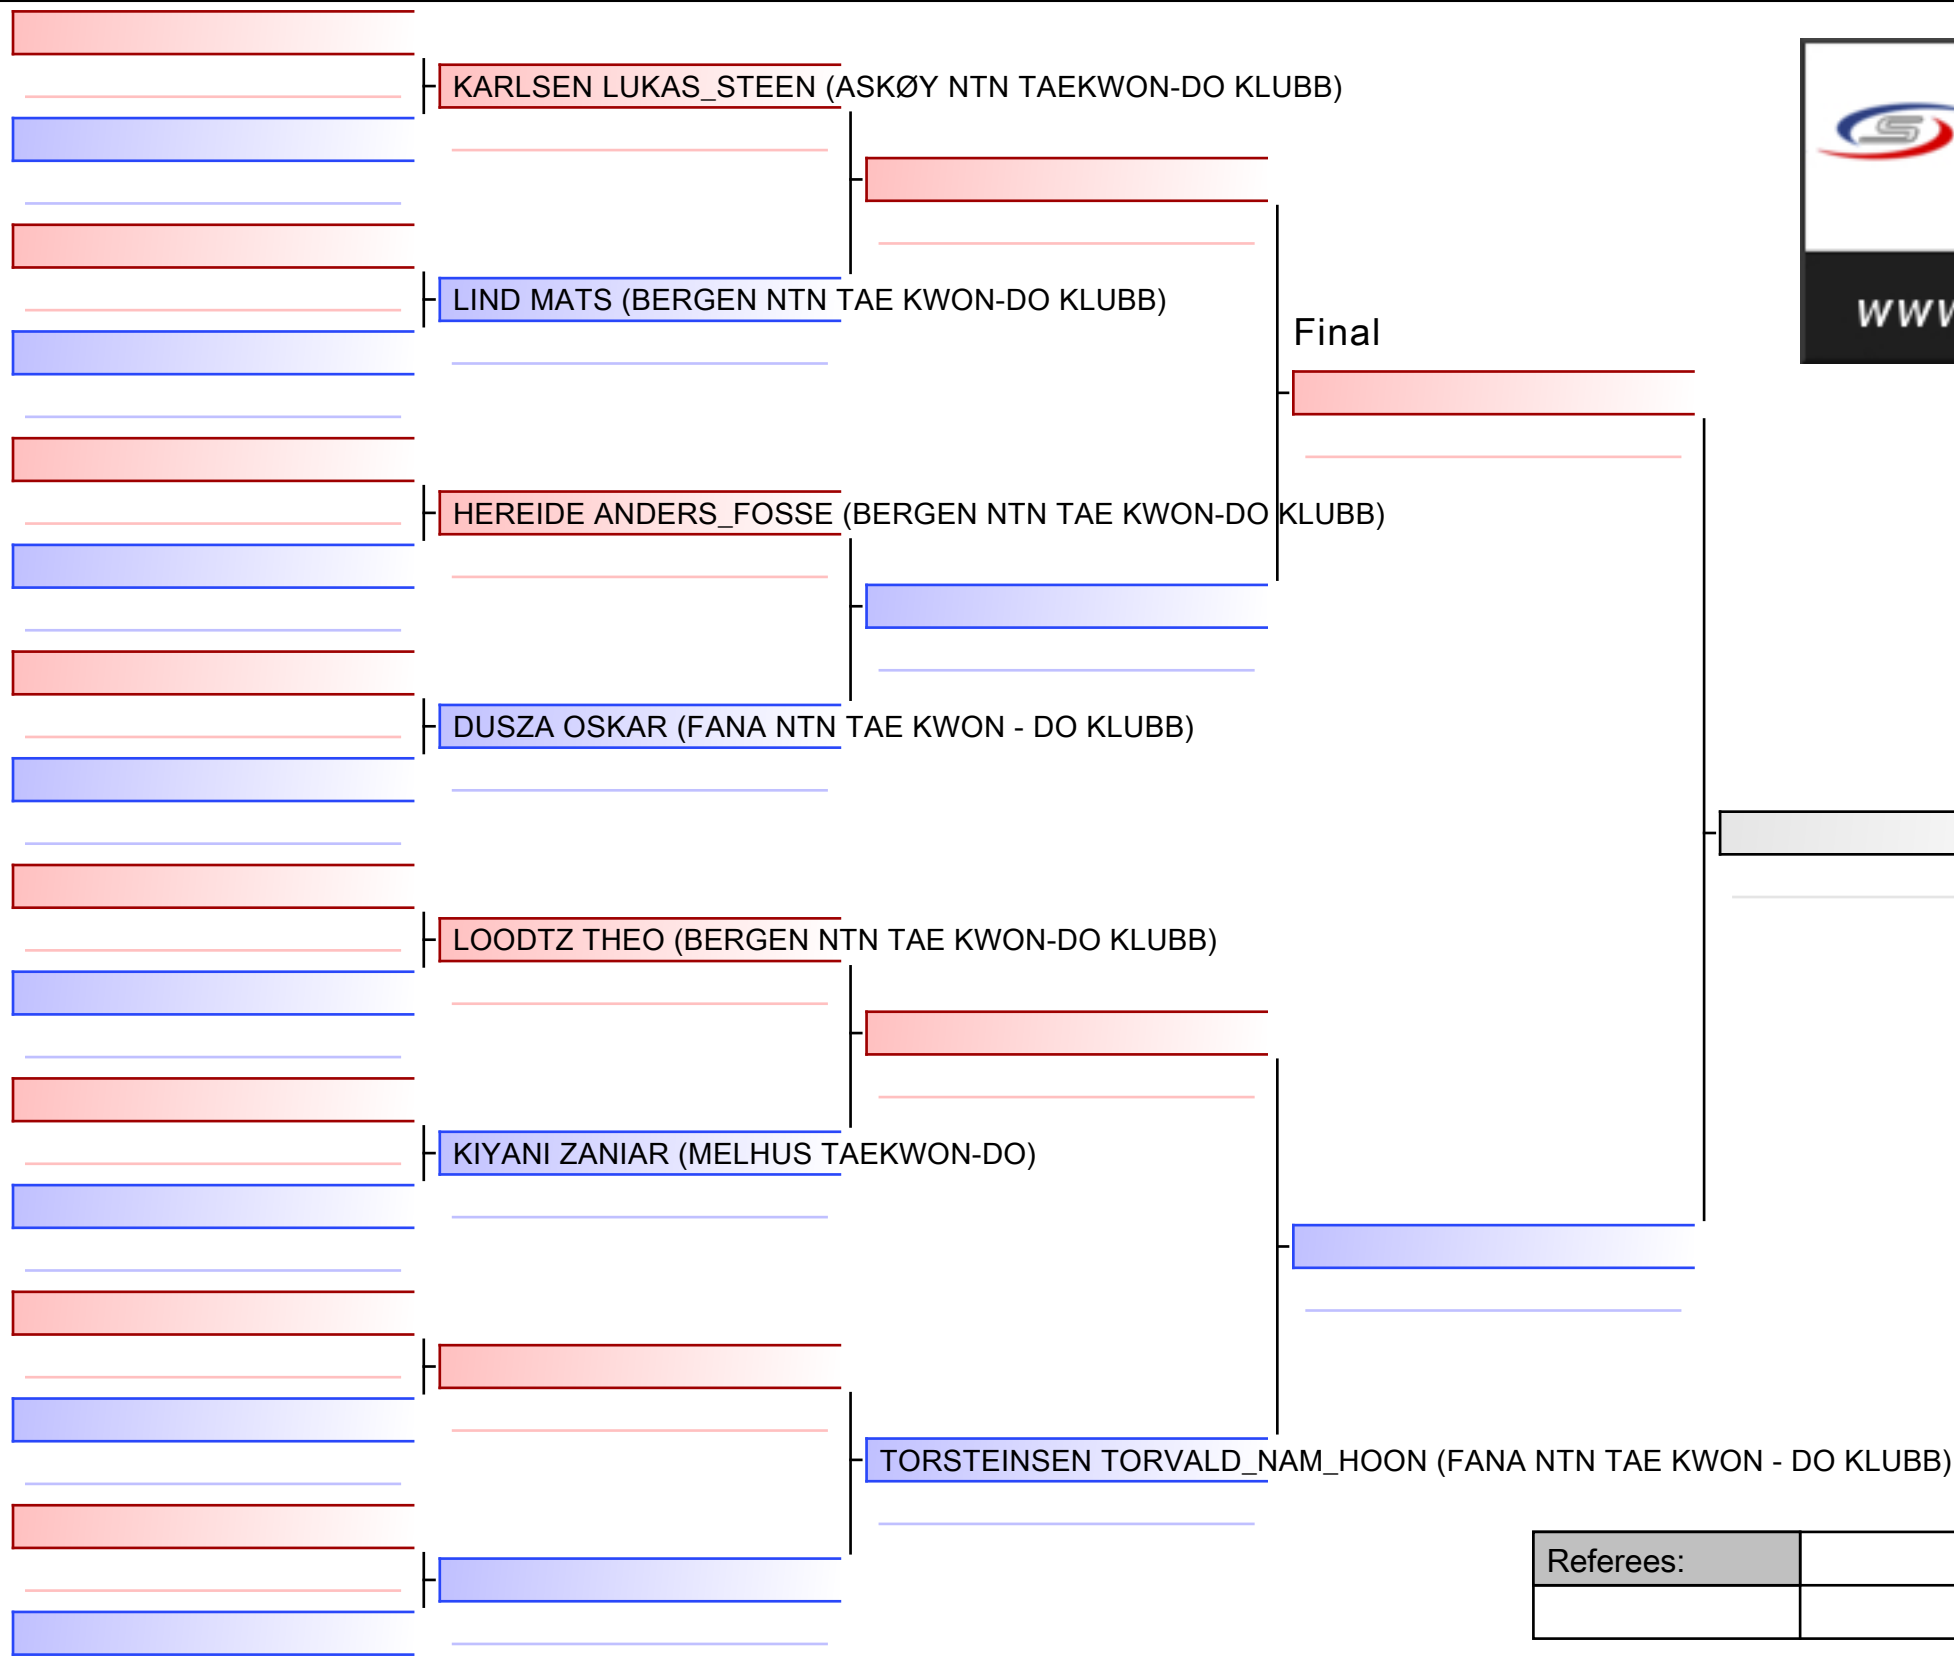 KARLSEN LUKAS_STEEN (ASKØY NTN TAEKWON-DO KLUBB)
LIND MATS (BERGEN NTN TAE KWON-DO KLUBB)
Final
HEREIDE ANDERS_FOSSE (BERGEN NTN TAE KWON-DO KLUBB)
DUSZA OSKAR (FANA NTN TAE KWON - DO KLUBB)
LOODTZ THEO (BERGEN NTN TAE KWON-DO KLUBB)
KIYANI ZANIAR (MELHUS TAEKWON-DO)
TORSTEINSEN TORVALD_NAM_HOON (FANA NTN TAE KWON - DO KLUBB)
Referees: